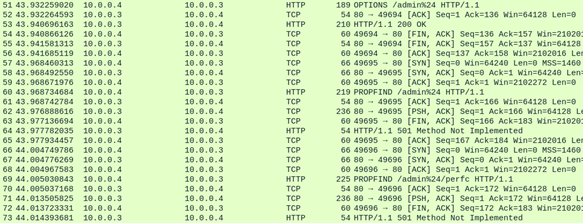 51 43.932259020 10.0.0.4 10.0.0.3 HTTP 189 OPTIONS /admin%24 HTTP/1.1
52 43.932264593 10.0.0.3 10.0.0.4 TCP 54 80 → 49694 [ACK] Seq=1 Ack=136 Win=64128 Len=0
53 43.940696163 10.0.0.3 10.0.0.4 HTTP 210 HTTP/1.1 200 OK
54 43.940866126 10.0.0.4 10.0.0.3 TCP 60 49694 → 80 [FIN, ACK] Seq=136 Ack=157 Win=21020
55 43.941581313 10.0.0.3 10.0.0.4 TCP 54 80 → 49694 [FIN, ACK] Seq=157 Ack=137 Win=64128
56 43.941685119 10.0.0.4 10.0.0.3 TCP 60 49694 → 80 [ACK] Seq=137 Ack=158 Win=2102016 Len
57 43.968460313 10.0.0.4 10.0.0.3 TCP 66 49695 → 80 [SYN] Seq=0 Win=64240 Len=0 MSS=1460
58 43.968492550 10.0.0.3 10.0.0.4 TCP 66 80 → 49695 [SYN, ACK] Seq=0 Ack=1 Win=64240 Len=
59 43.968671976 10.0.0.4 10.0.0.3 TCP 60 49695 → 80 [ACK] Seq=1 Ack=1 Win=2102272 Len=0
60 43.968734684 10.0.0.4 10.0.0.3 HTTP 219 PROPFIND /admin%24 HTTP/1.1
61 43.968742784 10.0.0.3 10.0.0.4 TCP 54 80 → 49695 [ACK] Seq=1 Ack=166 Win=64128 Len=0
62 43.976888616 10.0.0.3 10.0.0.4 TCP 236 80 → 49695 [PSH, ACK] Seq=1 Ack=166 Win=64128 Le
63 43.977136694 10.0.0.4 10.0.0.3 TCP 60 49695 → 80 [FIN, ACK] Seq=166 Ack=183 Win=21020
64 43.977782035 10.0.0.3 10.0.0.4 HTTP 54 HTTP/1.1 501 Method Not Implemented
65 43.977934457 10.0.0.4 10.0.0.3 TCP 60 49695 → 80 [ACK] Seq=167 Ack=184 Win=2102016 Len
66 44.004749786 10.0.0.4 10.0.0.3 TCP 66 49696 → 80 [SYN] Seq=0 Win=64240 Len=0 MSS=1460
67 44.004776269 10.0.0.3 10.0.0.4 TCP 66 80 → 49696 [SYN, ACK] Seq=0 Ack=1 Win=64240 Len=
68 44.004967583 10.0.0.4 10.0.0.3 TCP 60 49696 → 80 [ACK] Seq=1 Ack=1 Win=2102272 Len=0
69 44.005030843 10.0.0.4 10.0.0.3 HTTP 225 PROPFIND /admin%24/perfc HTTP/1.1
70 44.005037168 10.0.0.3 10.0.0.4 TCP 54 80 → 49696 [ACK] Seq=1 Ack=172 Win=64128 Len=0
71 44.013505825 10.0.0.3 10.0.0.4 TCP 236 80 → 49696 [PSH, ACK] Seq=1 Ack=172 Win=64128 Le
72 44.013723331 10.0.0.4 10.0.0.3 TCP 60 49696 → 80 [FIN, ACK] Seq=172 Ack=183 Win=21020
73 44.014393681 10.0.0.3 10.0.0.4 HTTP 54 HTTP/1.1 501 Method Not Implemented